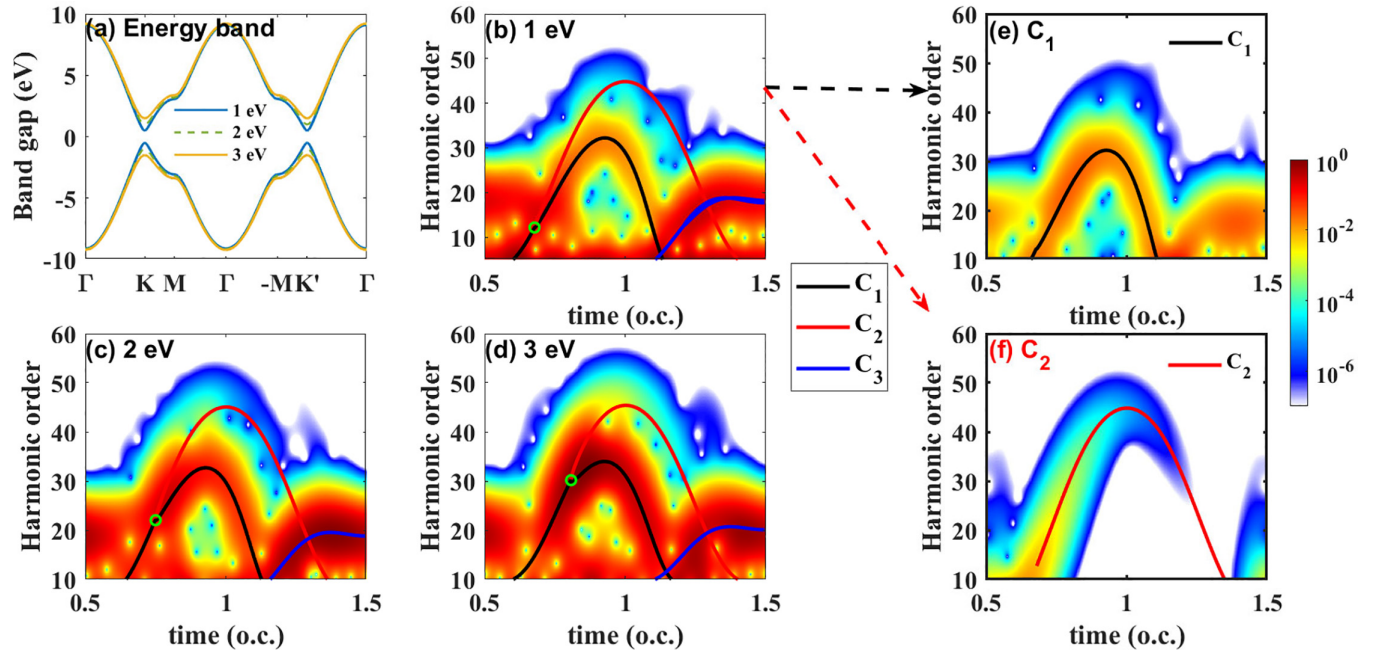 (a) Energy band
Band gap (eV)
10
5
0
-5
-10
1 eV
2 eV
3 eV
Γ K M Γ -M K' Γ
(b) 1 eV
Harmonic order
60
50
40
30
20
10
0.5 1 1.5
time (o.c.)
(e) C1
C1
Harmonic order
60
50
40
30
20
10
0.5 1 1.5
time (o.c.)
10^0
10^-2
10^-4
10^-6
C1
C2
C3
(c) 2 eV
Harmonic order
60
50
40
30
20
10
0.5 1 1.5
time (o.c.)
(d) 3 eV
Harmonic order
60
50
40
30
20
10
0.5 1 1.5
time (o.c.)
(f) C2
C2
Harmonic order
60
50
40
30
20
10
0.5 1 1.5
time (o.c.)